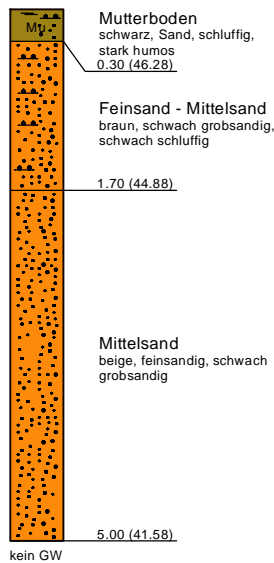 Mutterboden
Mu
schwarz, Sand, schluffig,
stark humos
0.30 (46.28)
Feinsand - Mittelsand
braun, schwach grobsandig,
schwach schluffig
1.70 (44.88)
Mittelsand
beige, feinsandig, schwach
grobsandig
5.00 (41.58)
kein GW